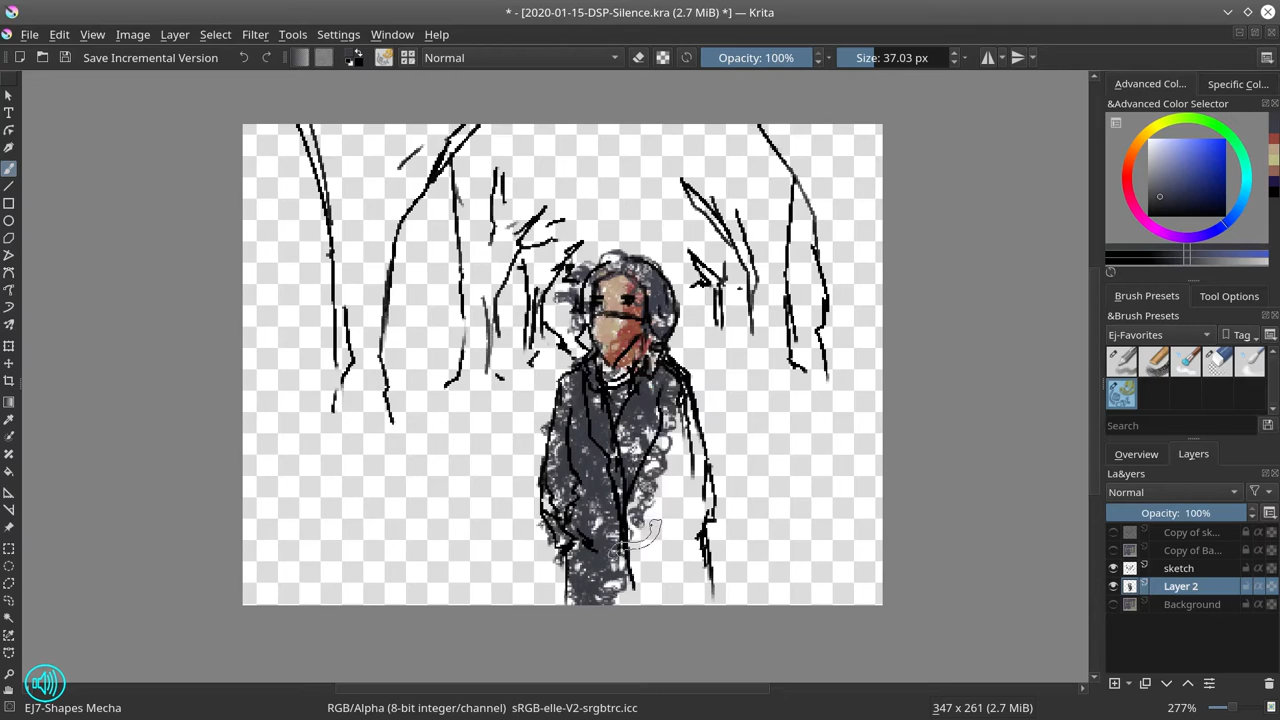 * - [2020-01-15-DSP-Silence.kra (2.7 MiB) *] — Krita
File Edit View Image Layer Select Filter Tools Settings Window Help
Save Incremental Version Normal Opacity: 100% Size: 37.03 px
Advanced Col... Specific Col...
&Advanced Color Selector
Brush Presets Tool Options
&Brush Presets
Ej-Favorites Tag
Search
Overview Layers
La&yers
Normal
Opacity: 100%
Copy of sk...
Copy of Ba...
sketch
Layer 2
Background
EJ7-Shapes Mecha RGB/Alpha (8-bit integer/channel) sRGB-elle-V2-srgbtrc.icc 347 x 261 (2.7 MiB) 277%